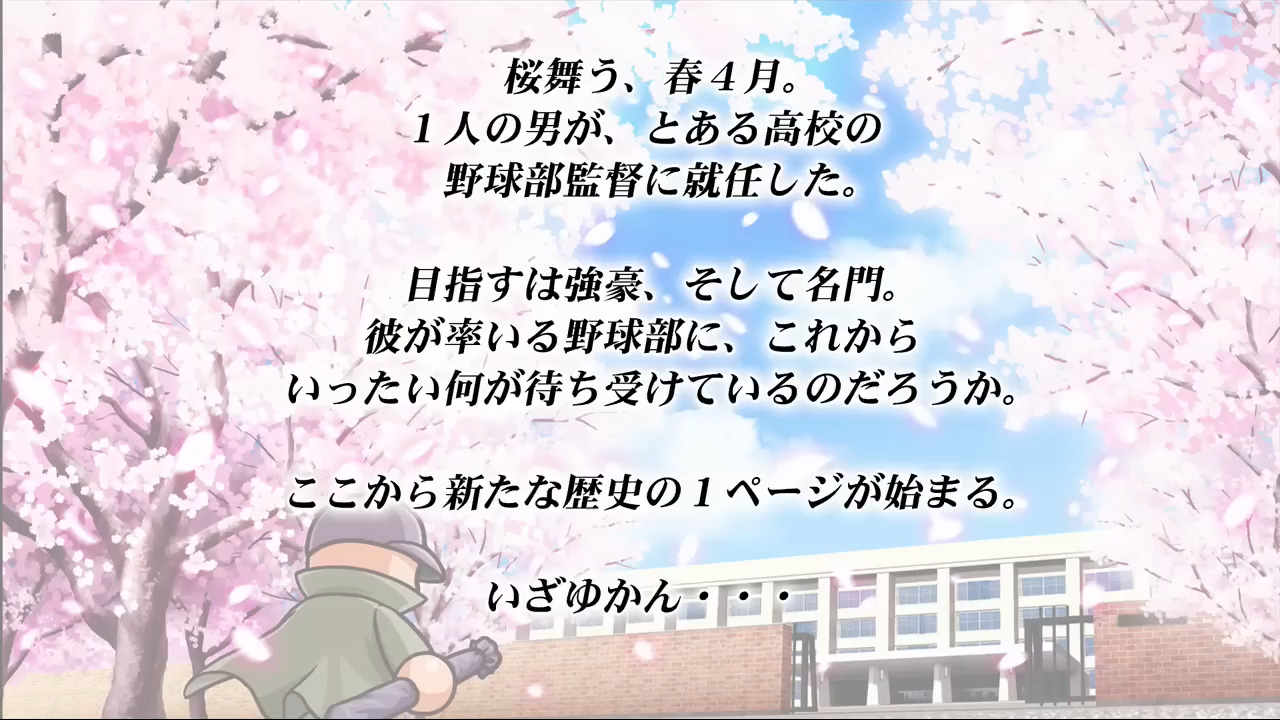 桜舞う、春４月。
１人の男が、とある高校の
野球部監督に就任した。
目指すは強豪、そして名門。
彼が率いる野球部に、これから
いったい何が待ち受けているのだろうか。
ここから新たな歴史の１ページが始まる。
いざゆかん・・・